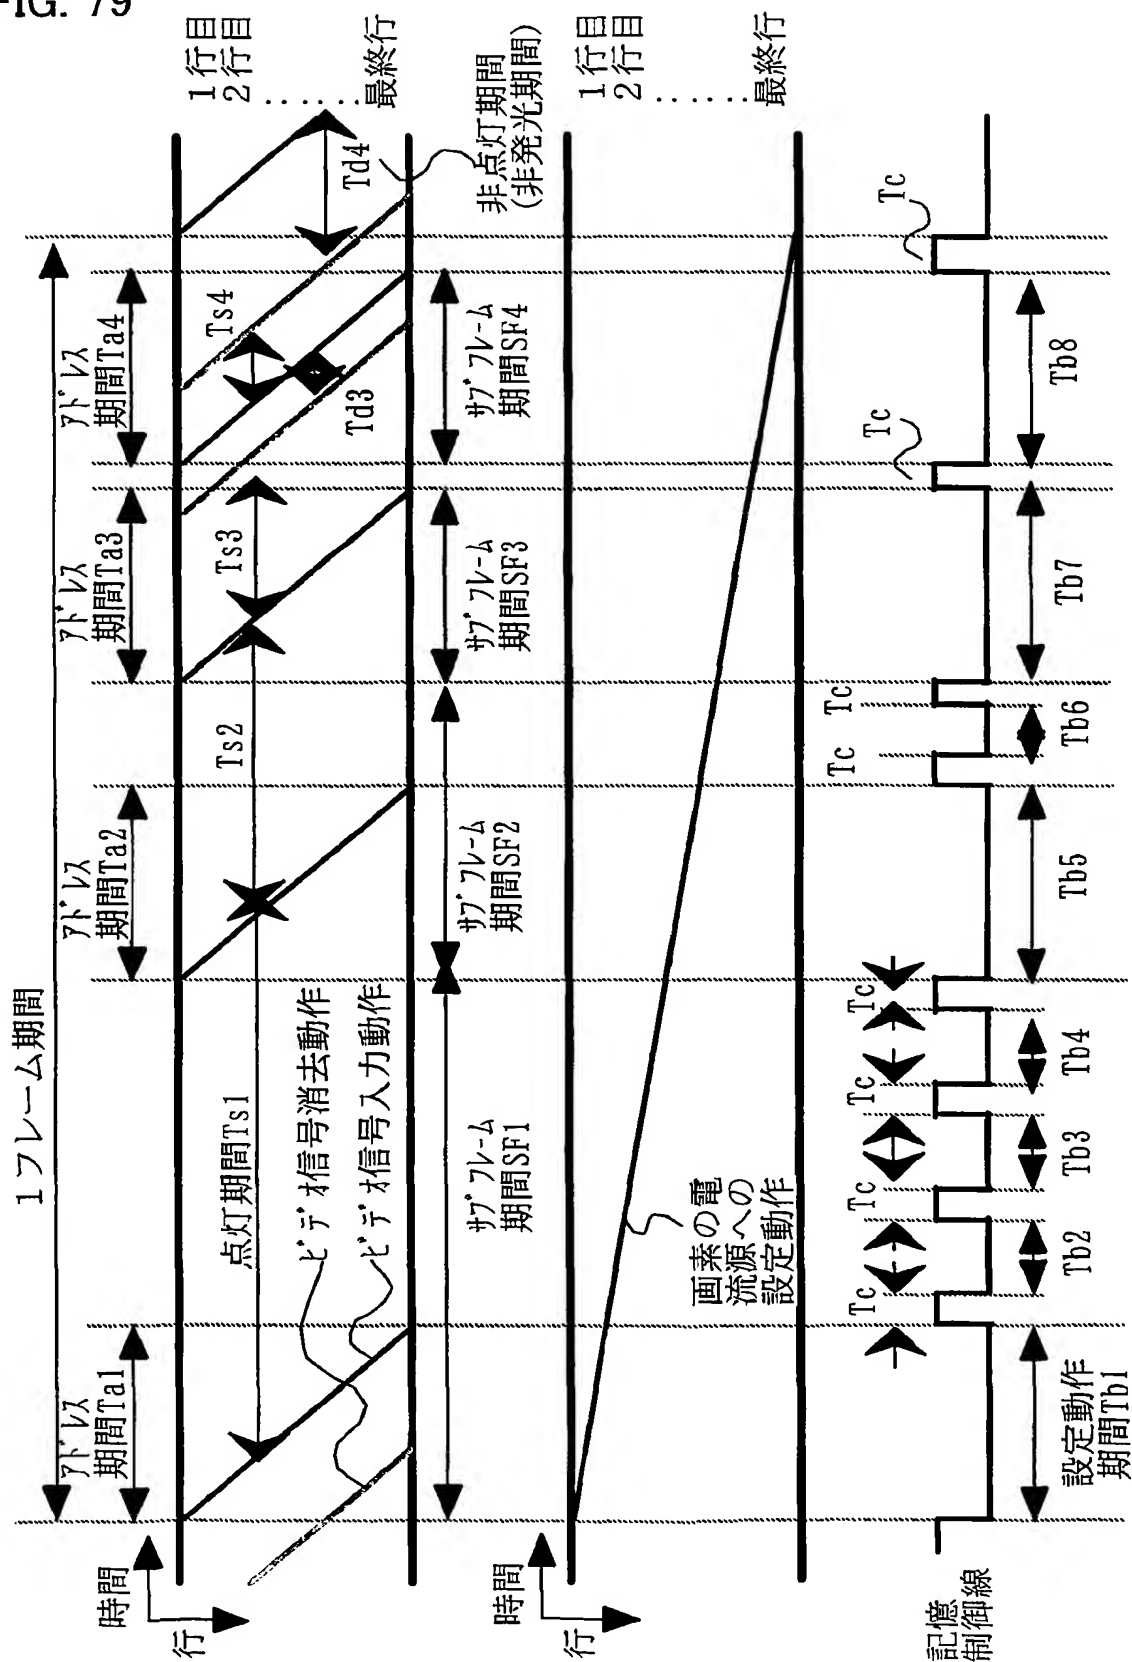 FIG. 79
1フレーム期間
アドレス
期間Ta1
アドレス
期間Ta2
アドレス
期間Ta3
アドレス
期間Ta4
時間
行
1行目
2行目
......
最終行
点灯期間Ts1
Ts2
Ts3
Ts4
Td3
Td4
ビデオ信号消去動作
ビデオ信号入力動作
非点灯期間
(非発光期間)
サブフレーム
期間SF1
サブフレーム
期間SF2
サブフレーム
期間SF3
サブフレーム
期間SF4
時間
行
1行目
2行目
......
最終行
画素の電
流源への
設定動作
記憶
制御線
Tc
Tc
Tc
Tc
Tc
Tc
Tc
Tc
設定動作
期間Tb1
Tb2
Tb3
Tb4
Tb5
Tb6
Tb7
Tb8